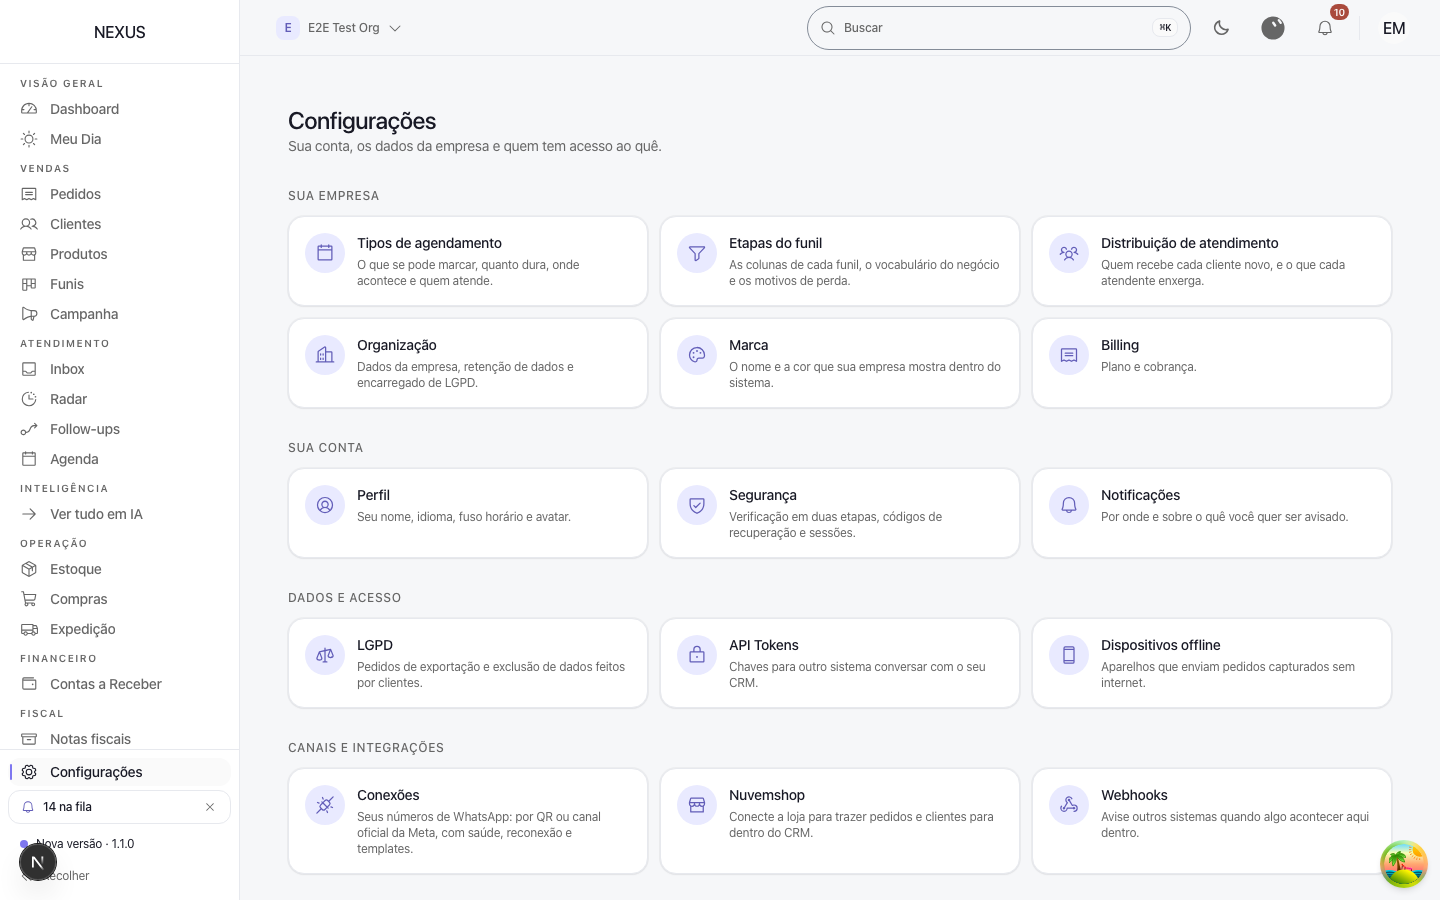 NEXUS
E
E2E Test Org
Buscar
⌘K
10
EM
VISÃO GERAL
Dashboard
Meu Dia
VENDAS
Pedidos
Clientes
Produtos
Funis
Campanha
ATENDIMENTO
Inbox
Radar
Follow-ups
Agenda
INTELIGÊNCIA
Ver tudo em IA
OPERAÇÃO
Estoque
Compras
Expedição
FINANCEIRO
Contas a Receber
FISCAL
Notas fiscais
Configurações
14 na fila
Nova versão · 1.1.0
N
Configurações
Sua conta, os dados da empresa e quem tem acesso ao quê.
SUA EMPRESA
Tipos de agendamento
O que se pode marcar, quanto dura, onde
acontece e quem atende.
Etapas do funil
As colunas de cada funil, o vocabulário do negócio
e os motivos de perda.
Distribuição de atendimento
Quem recebe cada cliente novo, e o que cada
atendente enxerga.
Organização
Dados da empresa, retenção de dados e
encarregado de LGPD.
Marca
O nome e a cor que sua empresa mostra dentro do
sistema.
Billing
Plano e cobrança.
SUA CONTA
Perfil
Seu nome, idioma, fuso horário e avatar.
Segurança
Verificação em duas etapas, códigos de
recuperação e sessões.
Notificações
Por onde e sobre o quê você quer ser avisado.
DADOS E ACESSO
LGPD
Pedidos de exportação e exclusão de dados feitos
por clientes.
API Tokens
Chaves para outro sistema conversar com o seu
CRM.
Dispositivos offline
Aparelhos que enviam pedidos capturados sem
internet.
CANAIS E INTEGRAÇÕES
Conexões
Seus números de WhatsApp: por QR ou canal
oficial da Meta, com saúde, reconexão e
templates.
Nuvemshop
Conecte a loja para trazer pedidos e clientes para
dentro do CRM.
Webhooks
Avise outros sistemas quando algo acontecer aqui
dentro.